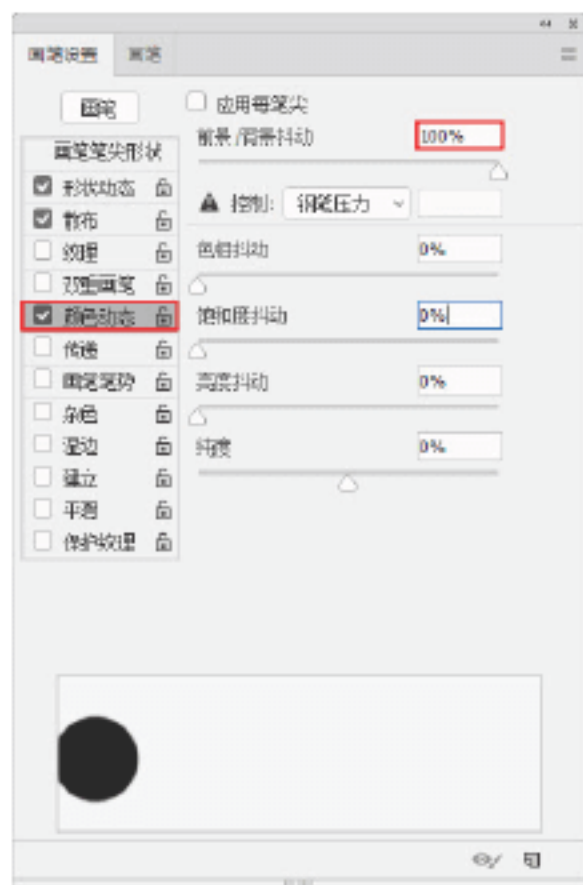 画笔设置 画笔
画笔
画笔笔尖形状
形状动态
散布
纹理
双重画笔
颜色动态
传递
画笔笔势
杂色
湿边
建立
平滑
保护纹理
应用每笔尖
前景/背景抖动 100%
控制: 钢笔压力
色相抖动 0%
饱和度抖动 0%
亮度抖动 0%
纯度 0%